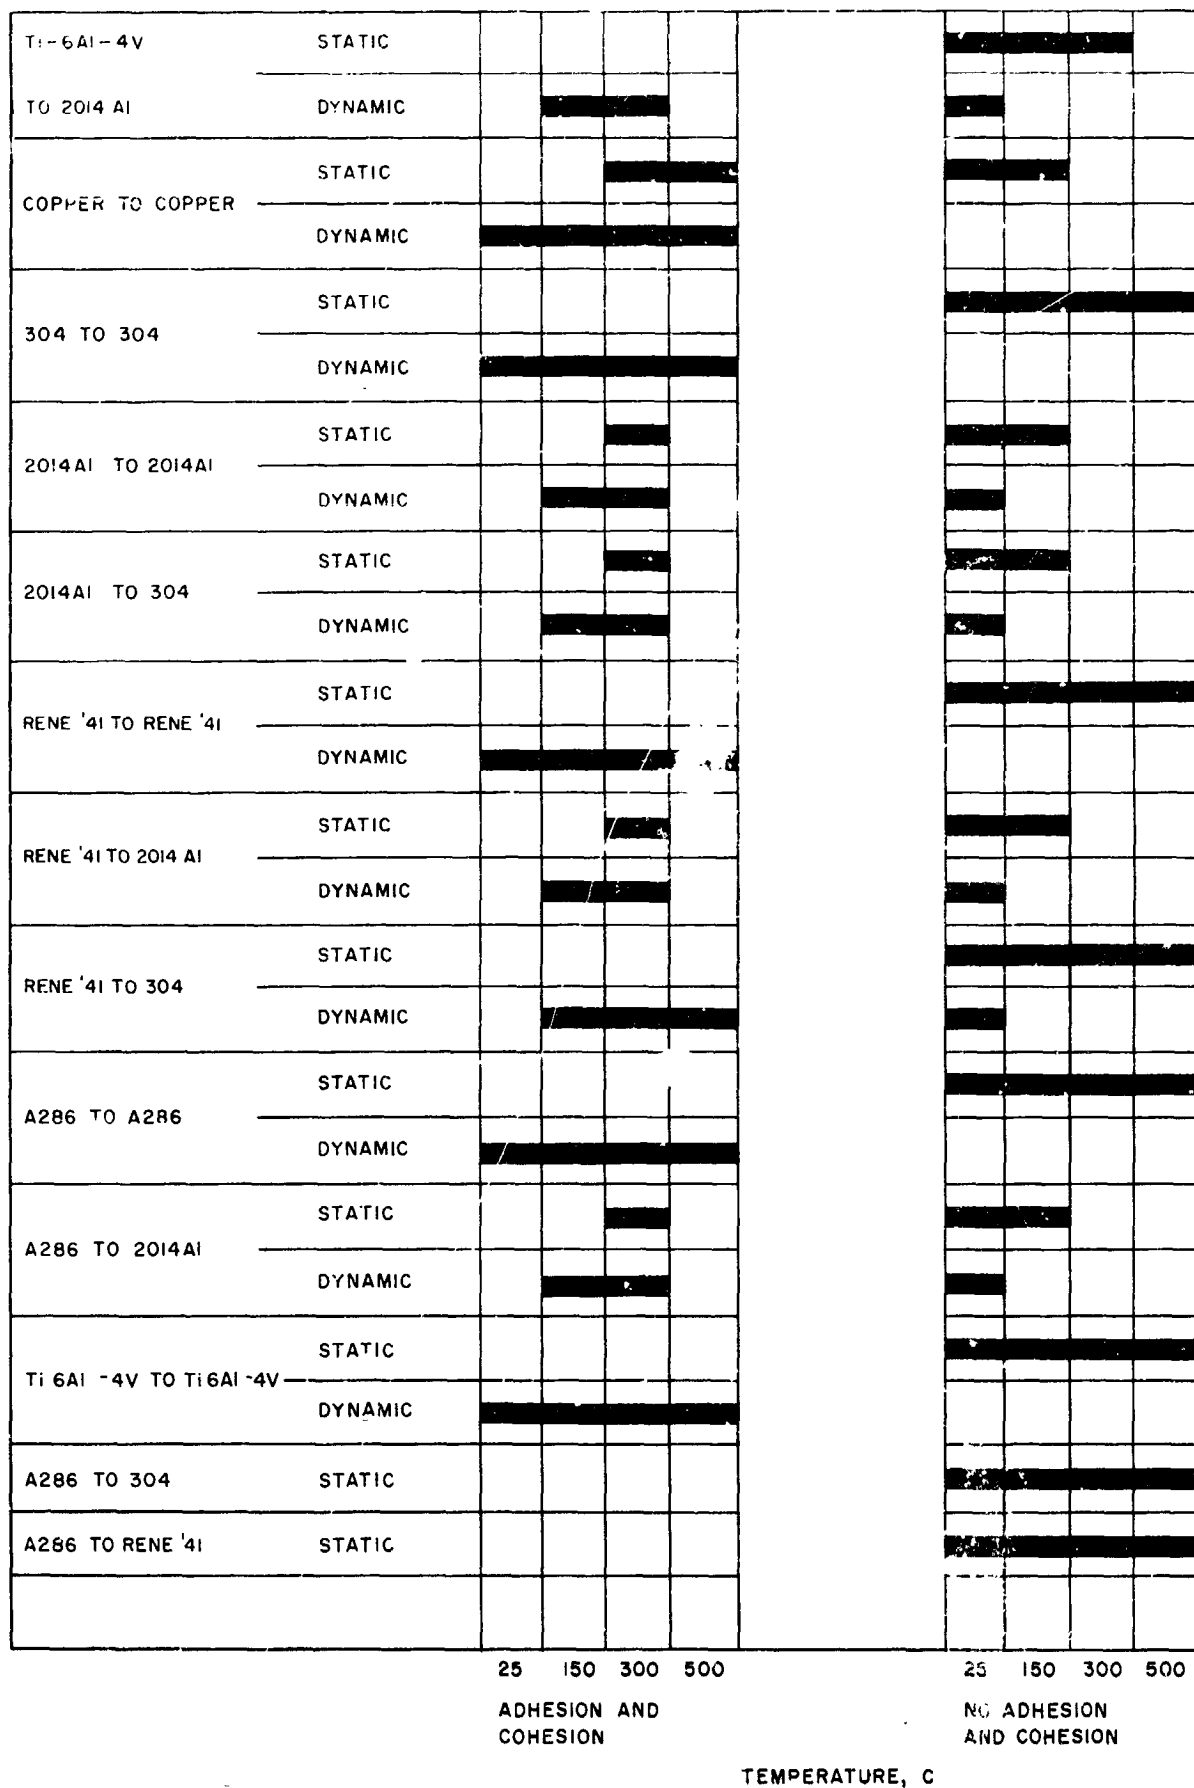 Ti-6Al-4V STATIC
TO 2014 Al DYNAMIC
STATIC
COPPER TO COPPER
DYNAMIC
STATIC
304 TO 304
DYNAMIC
STATIC
2014Al TO 2014Al
DYNAMIC
STATIC
2014Al TO 304
DYNAMIC
STATIC
RENE '41 TO RENE '41
DYNAMIC
STATIC
RENE '41 TO 2014 Al
DYNAMIC
STATIC
RENE '41 TO 304
DYNAMIC
STATIC
A286 TO A286
DYNAMIC
STATIC
A286 TO 2014Al
DYNAMIC
STATIC
Ti 6Al -4V TO Ti 6Al -4V
DYNAMIC
A286 TO 304 STATIC
A286 TO RENE '41 STATIC
25 150 300 500 25 150 300 500
ADHESION AND NO ADHESION
COHESION AND COHESION
TEMPERATURE, C